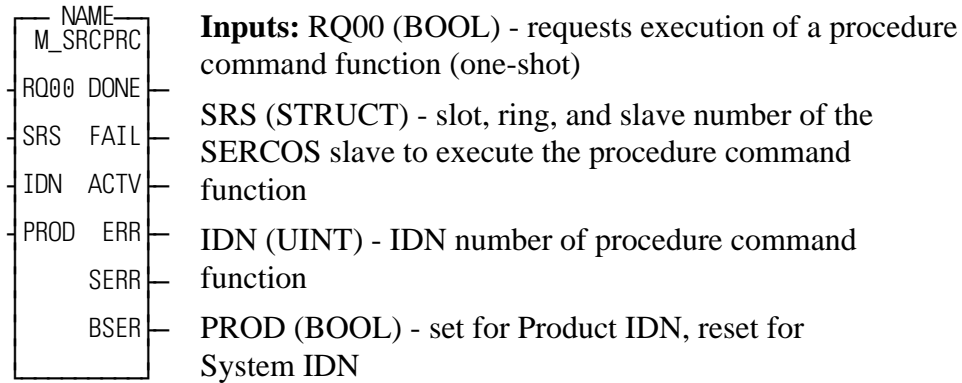 NAME
M_SRCPRC
RQ00 DONE
SRS FAIL
IDN ACTV
PROD ERR
SERR
BSER
Inputs: RQ00 (BOOL) - requests execution of a procedure
command function (one-shot)
SRS (STRUCT) - slot, ring, and slave number of the
SERCOS slave to execute the procedure command
function
IDN (UINT) - IDN number of procedure command
function
PROD (BOOL) - set for Product IDN, reset for
System IDN